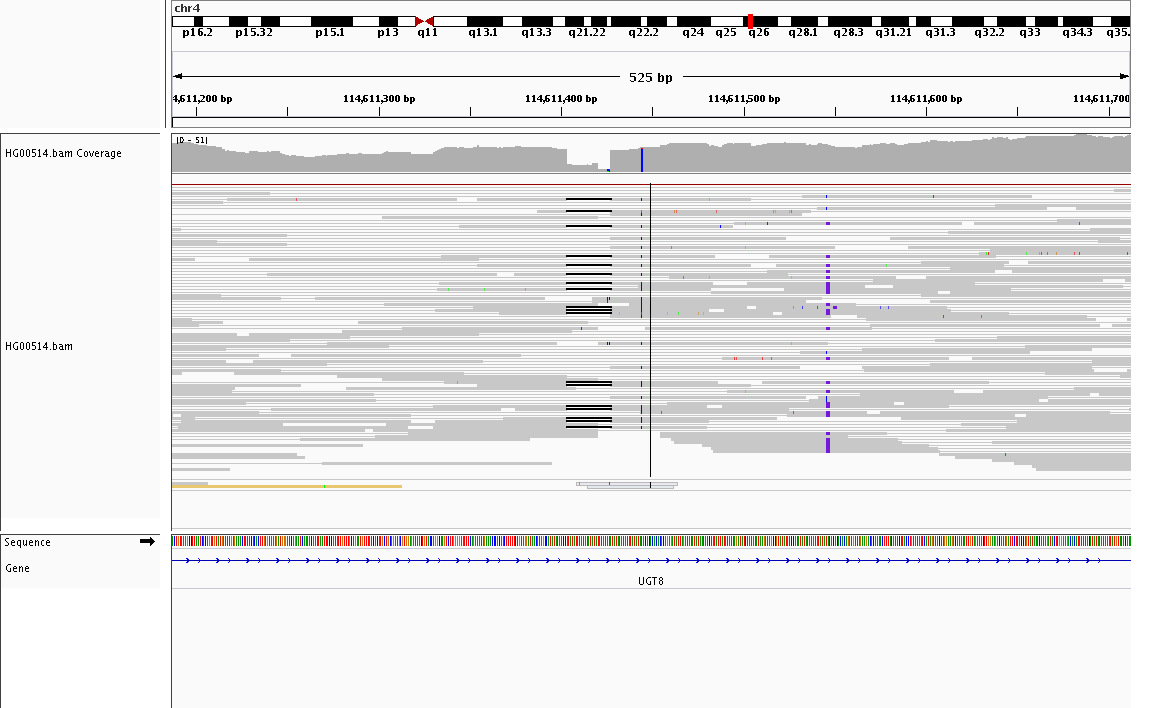 chr4
p16.2 p15.32 p15.1 p13 q11 q13.1 q13.3 q21.22 q22.2 q24 q25 q26 q28.1 q28.3 q31.21 q31.3 q32.2 q33 q34.3 q35.
525 bp
4,611,200 bp 114,611,300 bp 114,611,400 bp 114,611,500 bp 114,611,600 bp 114,611,700
[0 - 51]
HG00514.bam Coverage
HG00514.bam
Sequence
Gene
UGT8